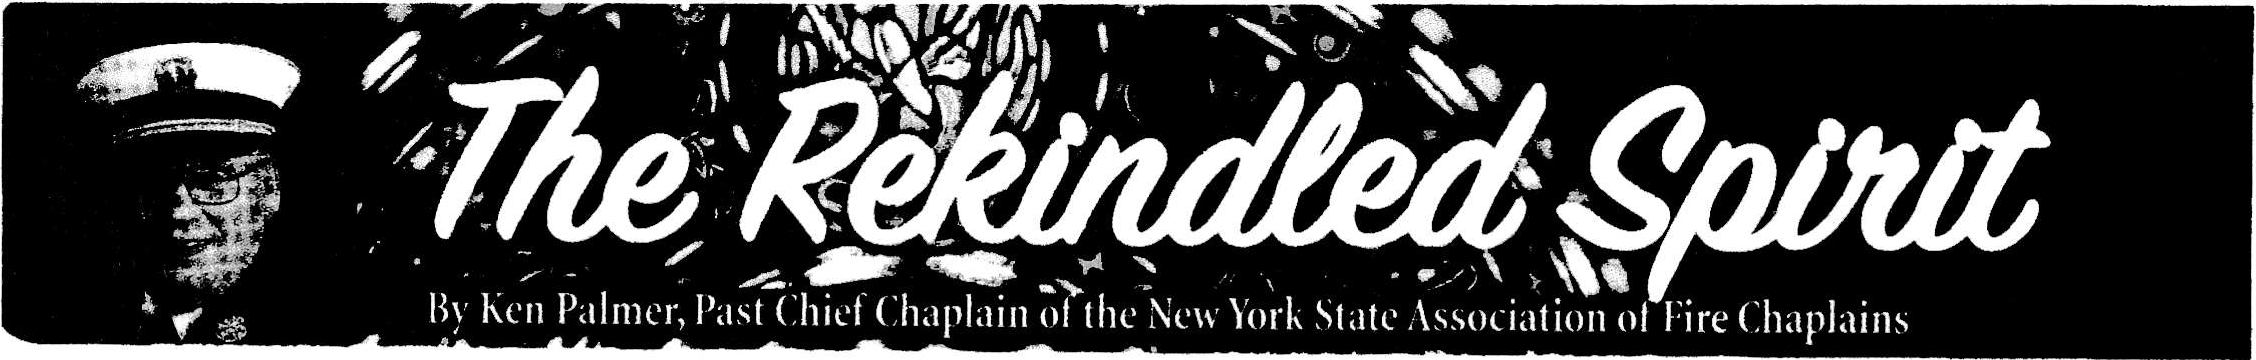 The Rekindled Spirit
By Ken Palmer, Past Chief Chaplain of the New York State Association of Fire Chaplains